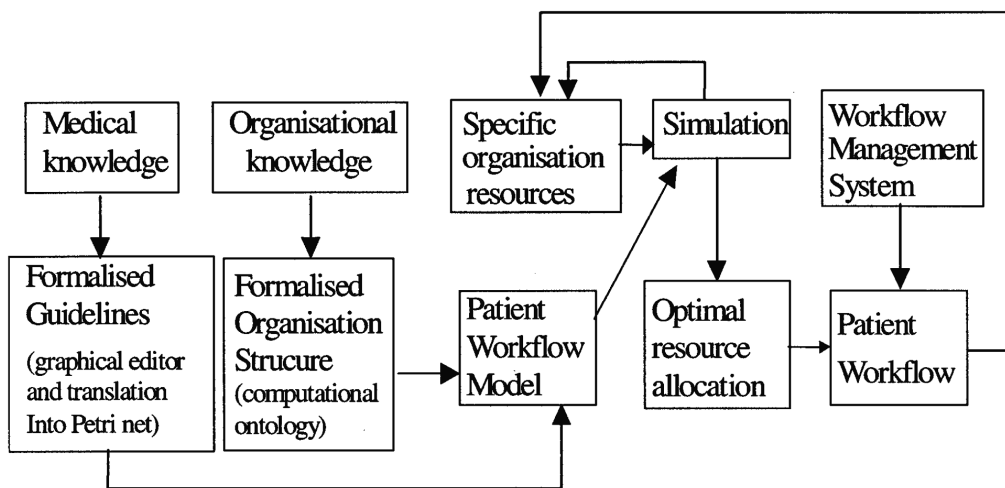 Medical
knowledge
Organisational
knowledge
Specific
organisation
resources
Simulation
Workflow
Management
System
Formalised
Guidelines
(graphical editor
and translation
Into Petri net)
Formalised
Organisation
Strucure
(computational
ontology)
Patient
Workflow
Model
Optimal
resource
allocation
Patient
Workflow